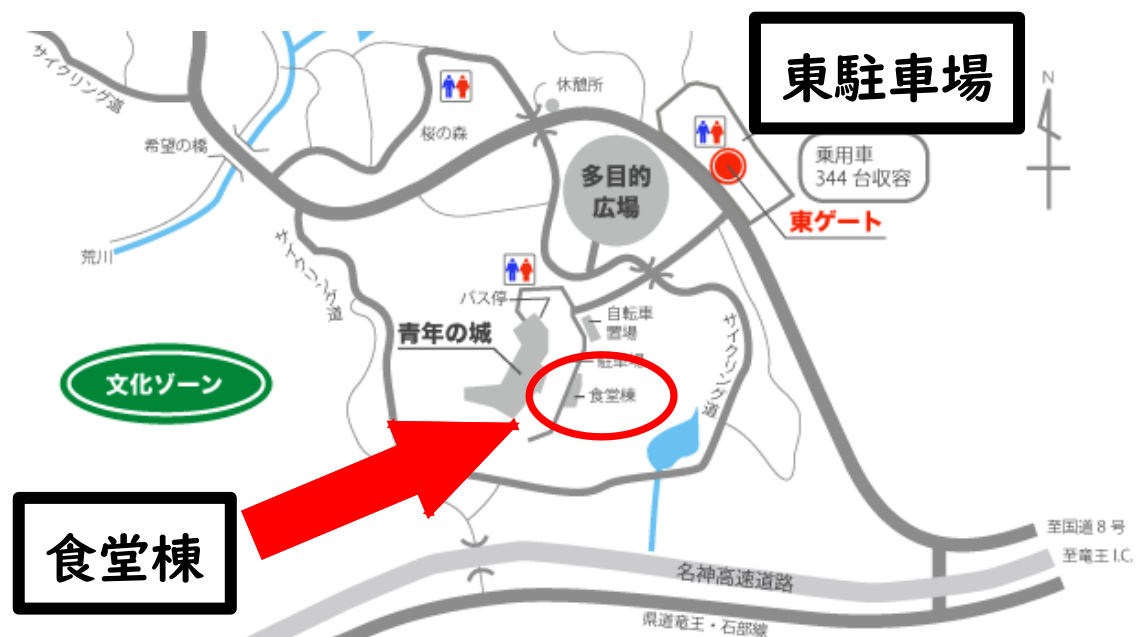 東駐車場
サイクリング道
休憩所
N
桜の森
希望の橋
乗用車
344 台収容
多目的
広場
東ゲート
荒川
サイクリング道
バス停
自転車
置場
青年の城
サイクリング道
駐車場
文化ゾーン
食堂棟
食堂棟
至国道8号
至竜王I.C.
名神高速道路
県道竜王・石部線